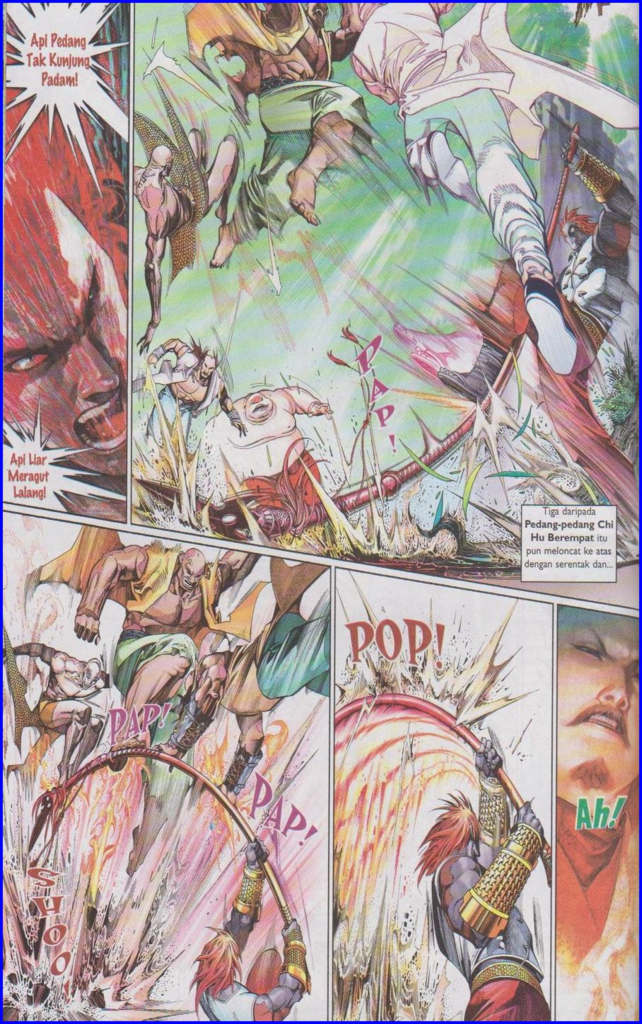 Api Pedang
Tak Kunjung
Padam!
Api Liar
Meragut
Lalang!
PAP!
Tiga daripada
Pedang-pedang Chi
Hu Berempat itu
pun meloncat ke atas
dengan serentak dan...
PAP!
PAP!
SHOO!
POP!
Ah!